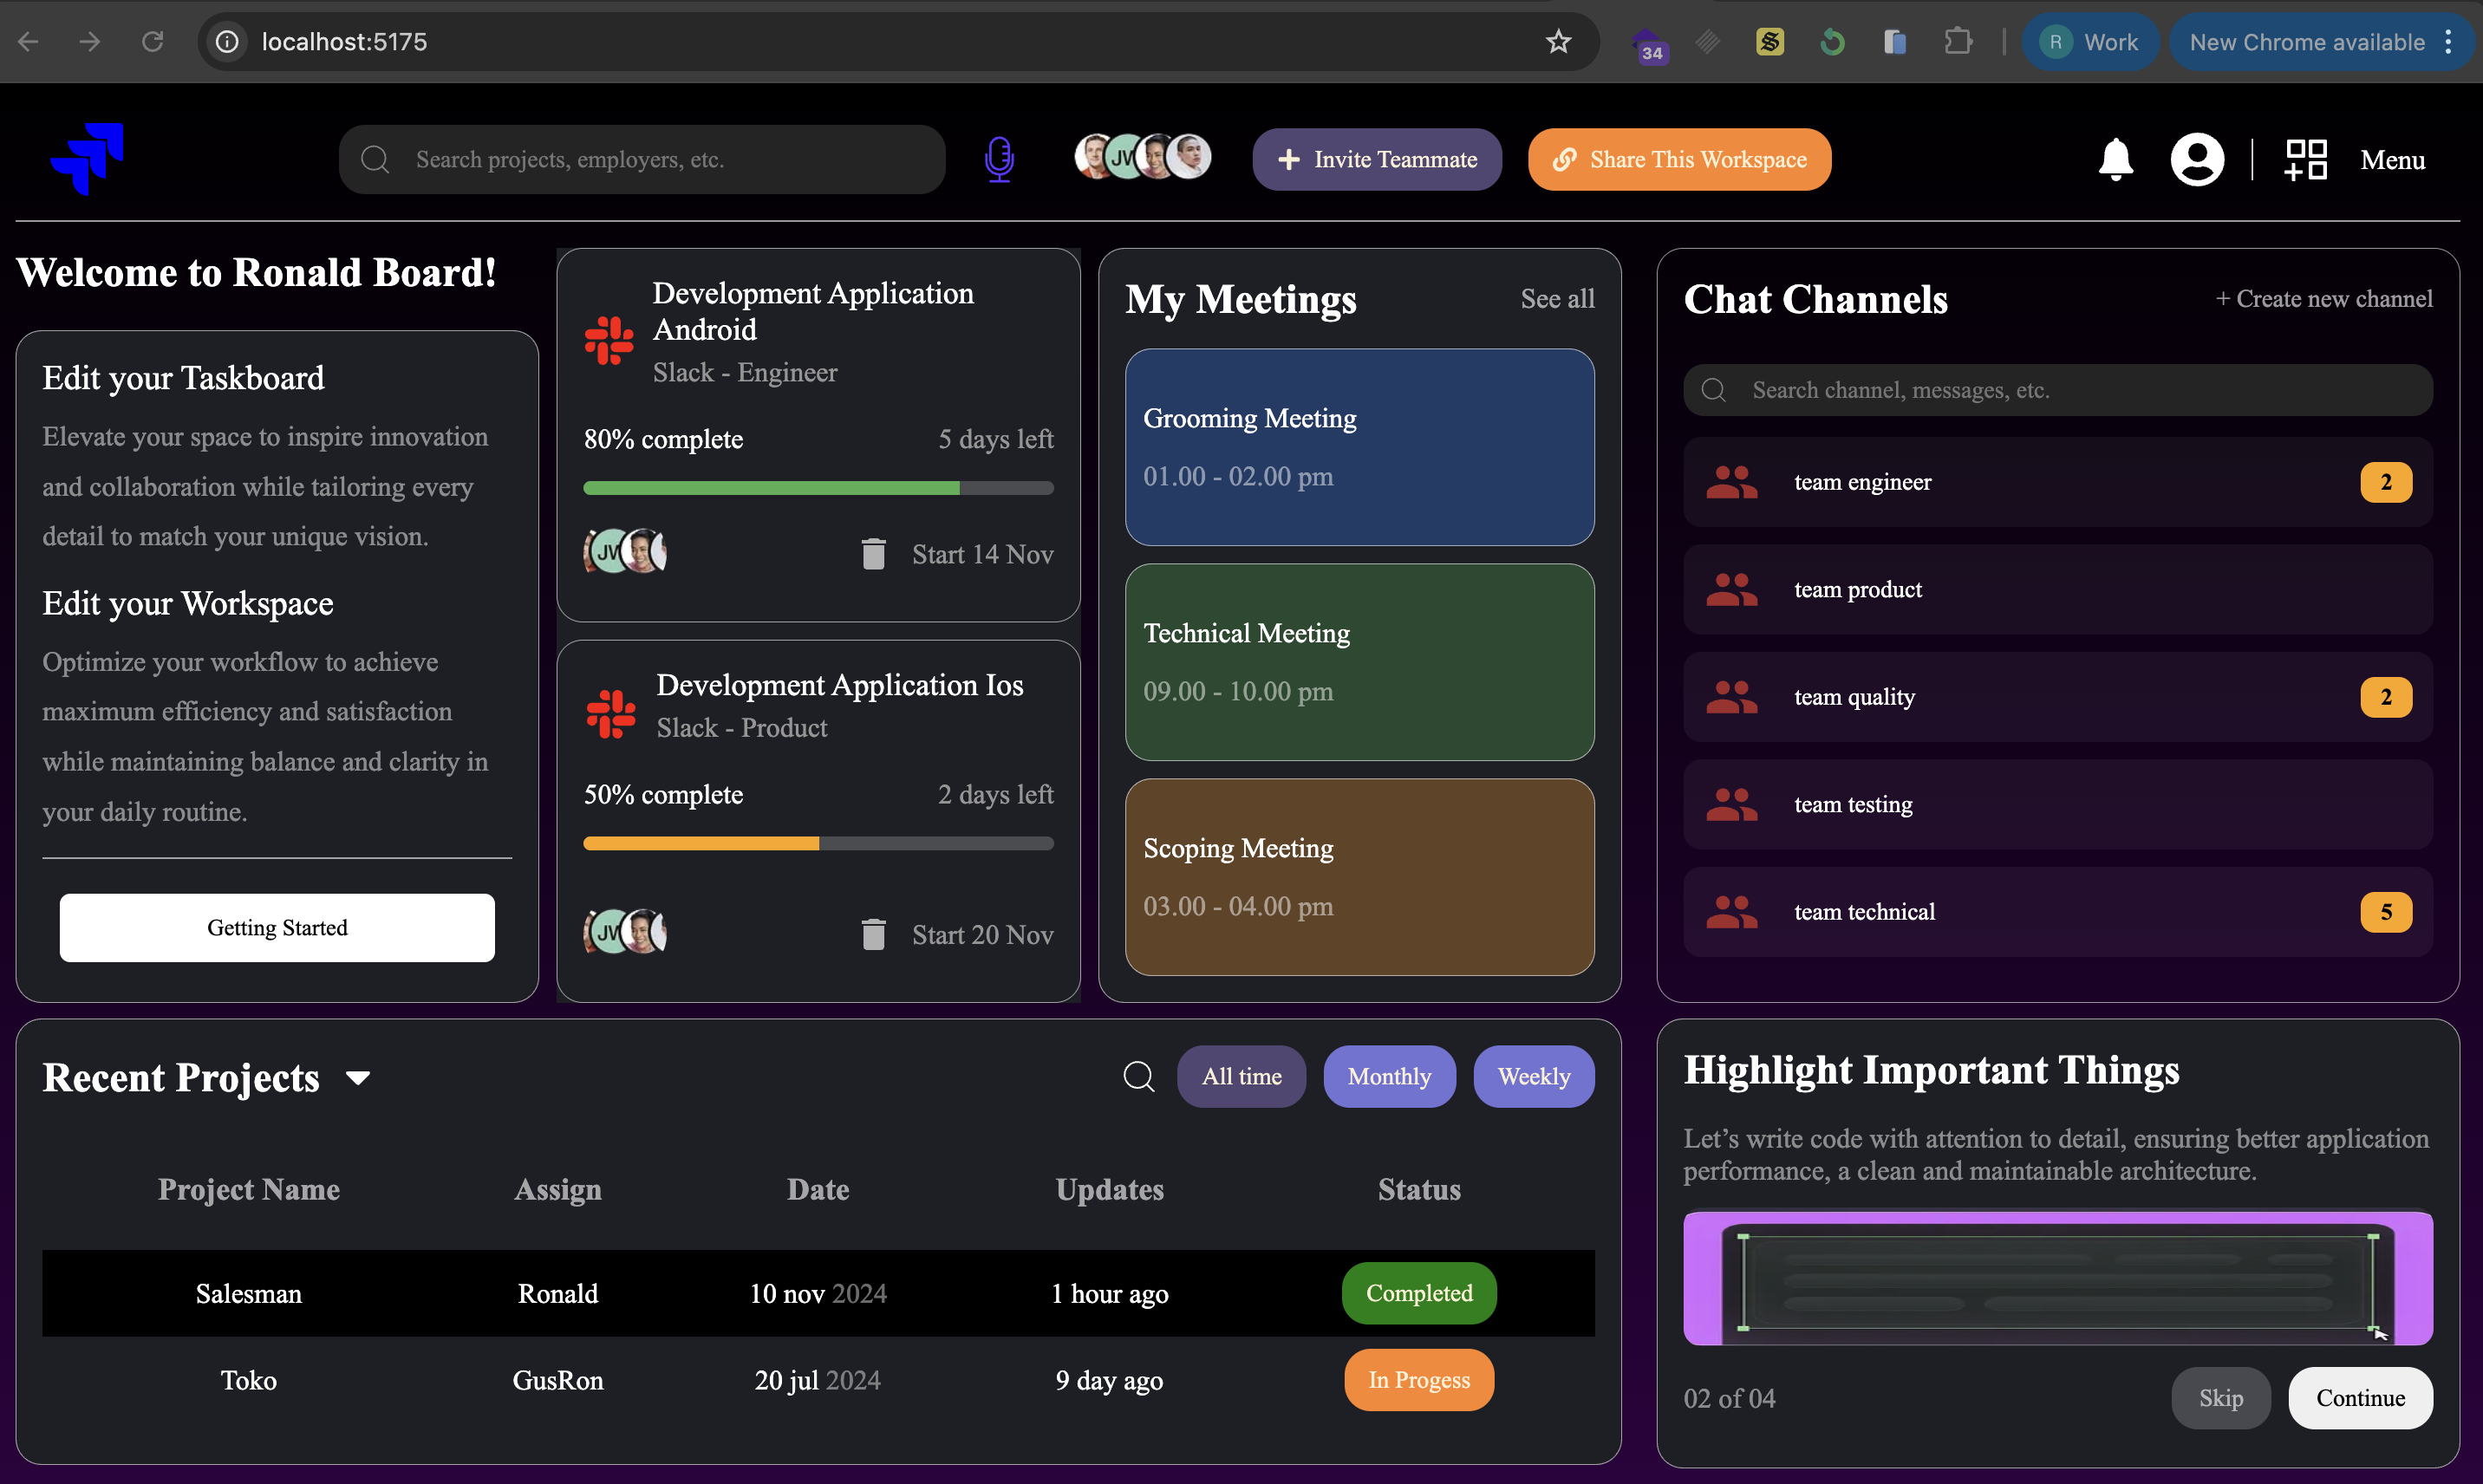 localhost:5175
34
R
Work
New Chrome available
Search projects, employers, etc.
JV
Invite Teammate
Share This Workspace
Menu
Welcome to Ronald Board!
Edit your Taskboard
Elevate your space to inspire innovation
and collaboration while tailoring every
detail to match your unique vision.
Edit your Workspace
Optimize your workflow to achieve
maximum efficiency and satisfaction
while maintaining balance and clarity in
your daily routine.
Getting Started
Development Application
Android
Slack - Engineer
80% complete
5 days left
JV
Start 14 Nov
Development Application Ios
Slack - Product
50% complete
2 days left
JV
Start 20 Nov
My Meetings
See all
Grooming Meeting
01.00 - 02.00 pm
Technical Meeting
09.00 - 10.00 pm
Scoping Meeting
03.00 - 04.00 pm
Chat Channels
+ Create new channel
Search channel, messages, etc.
team engineer
2
team product
team quality
2
team testing
team technical
5
Recent Projects
All time
Monthly
Weekly
Project Name
Assign
Date
Updates
Status
Salesman
Ronald
10 nov 2024
1 hour ago
Completed
Toko
GusRon
20 jul 2024
9 day ago
In Progess
Highlight Important Things
Let’s write code with attention to detail, ensuring better application
performance, a clean and maintainable architecture.
02 of 04
Skip
Continue